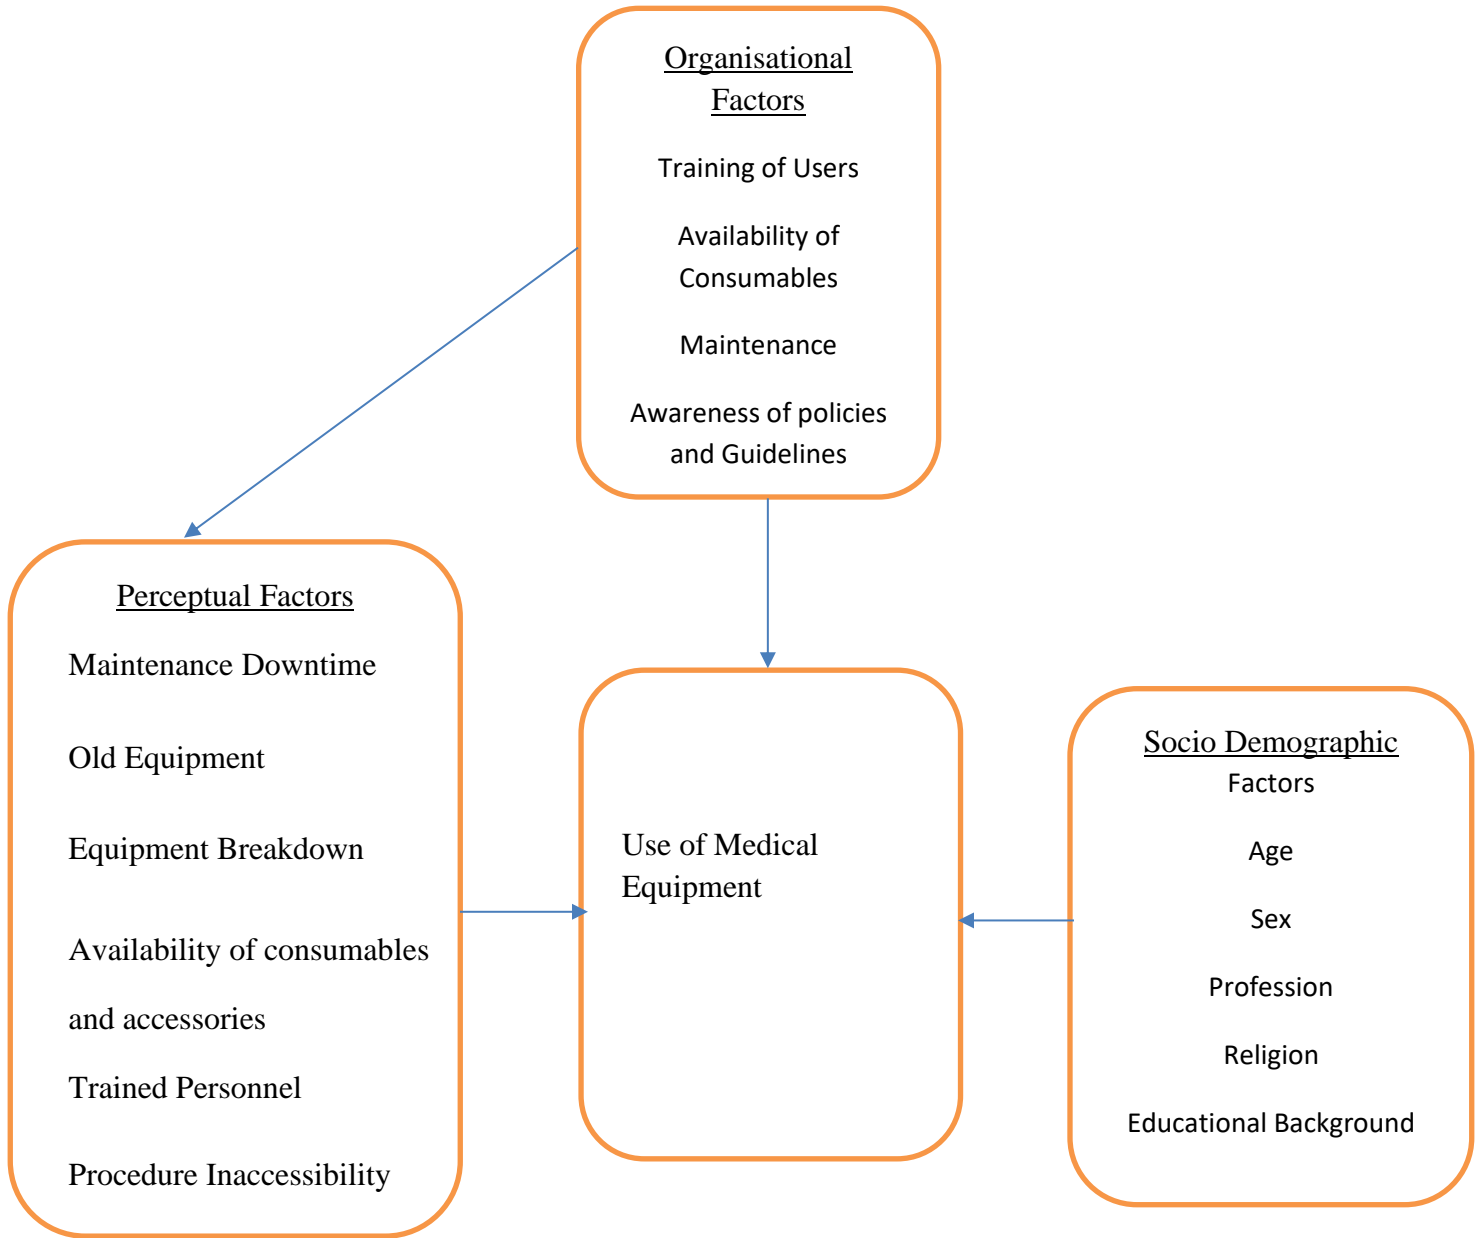 Organisational
Factors
Training of Users
Availability of
Consumables
Maintenance
Awareness of policies
and Guidelines
Perceptual Factors
Maintenance Downtime
Old Equipment
Equipment Breakdown
Availability of consumables
and accessories
Trained Personnel
Procedure Inaccessibility
Use of Medical
Equipment
Socio Demographic
Factors
Age
Sex
Profession
Religion
Educational Background